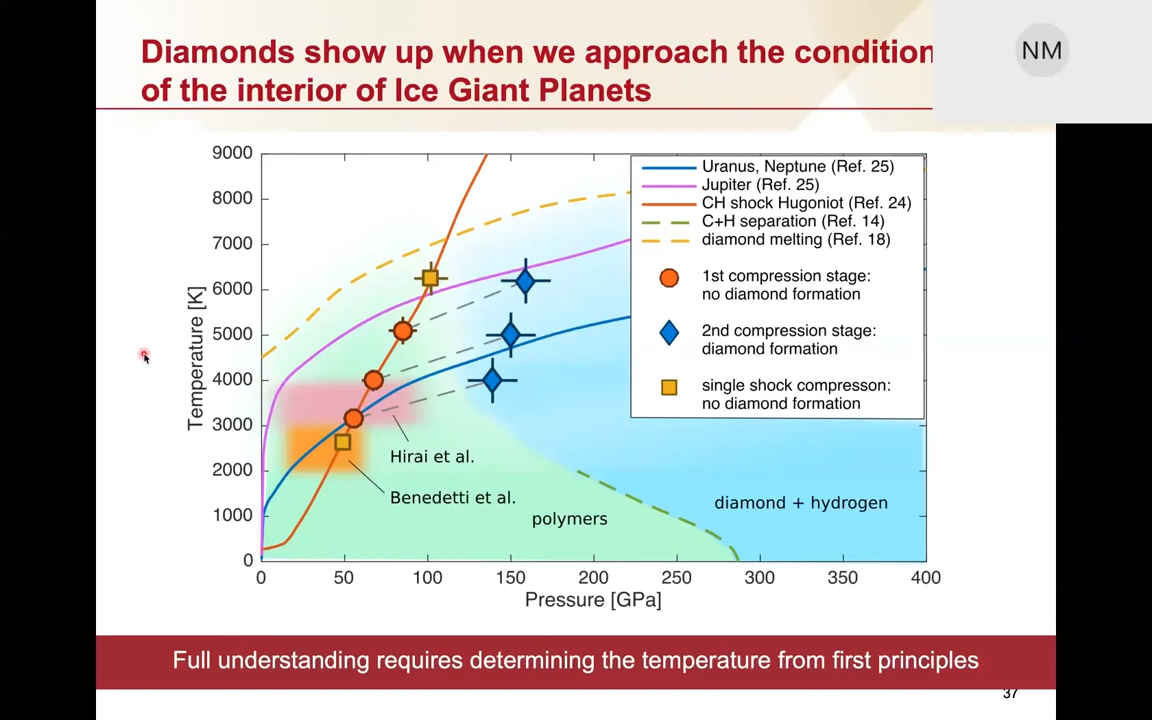 Diamonds show up when we approach the condition
of the interior of Ice Giant Planets
NM
9000
8000
7000
6000
5000
4000
3000
2000
1000
0
Temperature [K]
Uranus, Neptune (Ref. 25)
Jupiter (Ref. 25)
CH shock Hugoniot (Ref. 24)
C+H separation (Ref. 14)
diamond melting (Ref. 18)
1st compression stage:
no diamond formation
2nd compression stage:
diamond formation
single shock compresson:
no diamond formation
Hirai et al.
Benedetti et al.
polymers
diamond + hydrogen
0 50 100 150 200 250 300 350 400
Pressure [GPa]
Full understanding requires determining the temperature from first principles
37